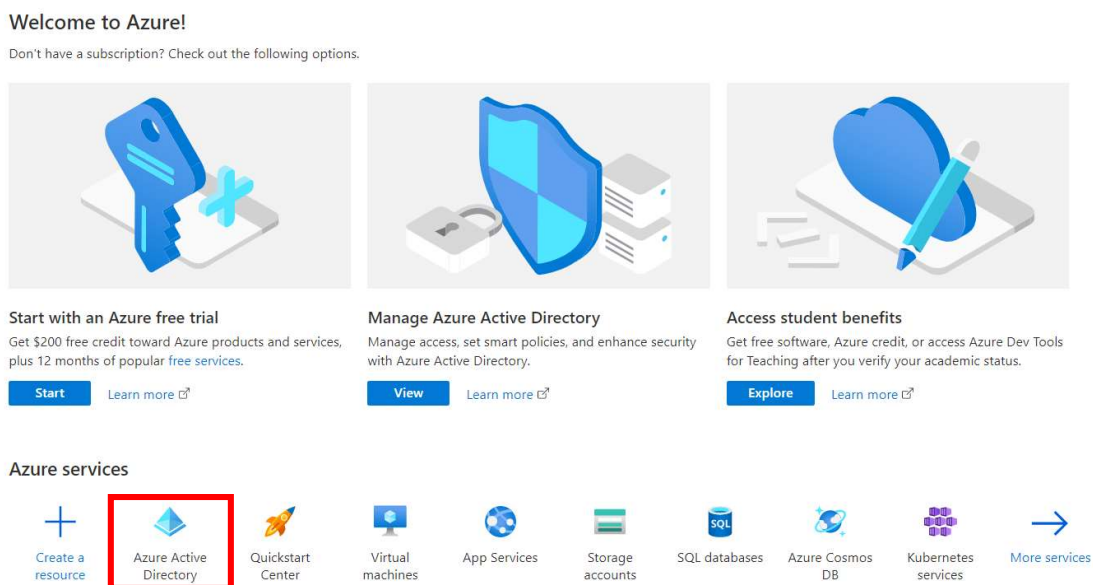 Welcome to Azure!
Don't have a subscription? Check out the following options.
Start with an Azure free trial
Get $200 free credit toward Azure products and services,
plus 12 months of popular free services.
Start
Learn more
Manage Azure Active Directory
Manage access, set smart policies, and enhance security
with Azure Active Directory.
View
Learn more
Access student benefits
Get free software, Azure credit, or access Azure Dev Tools
for Teaching after you verify your academic status.
Explore
Learn more
Azure services
Create a
resource
Azure Active
Directory
Quickstart
Center
Virtual
machines
App Services
Storage
accounts
SQL
SQL databases
Azure Cosmos
DB
Kubernetes
services
More services